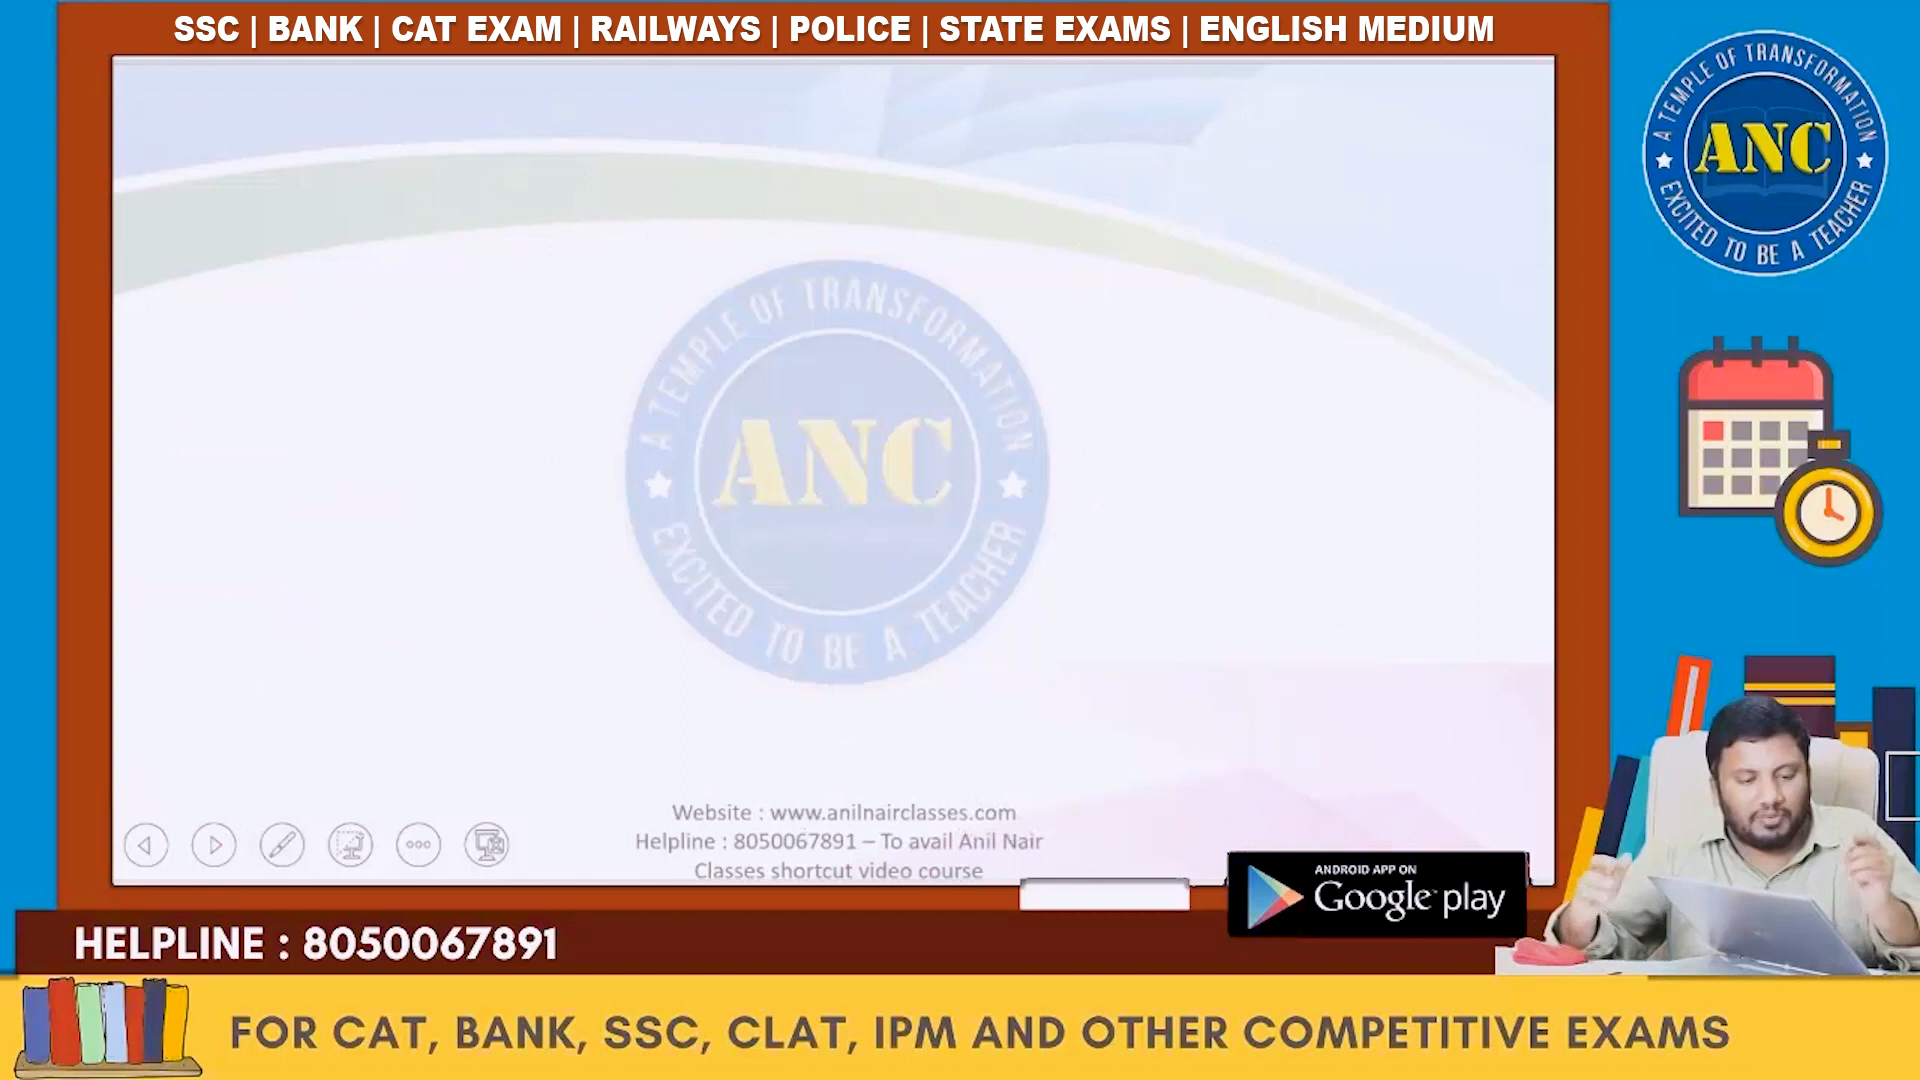 SSC | BANK | CAT EXAM | RAILWAYS | POLICE | STATE EXAMS | ENGLISH MEDIUM
A TEMPLE OF TRANSFORMATION
ANC
EXCITED TO BE A TEACHER
A TEMPLE OF TRANSFORMATION
ANC
EXCITED TO BE A TEACHER
Website : www.anilnairclasses.com
Helpline : 8050067891 – To avail Anil Nair
Classes shortcut video course
ANDROID APP ON
Google play
HELPLINE : 8050067891
FOR CAT, BANK, SSC, CLAT, IPM AND OTHER COMPETITIVE EXAMS